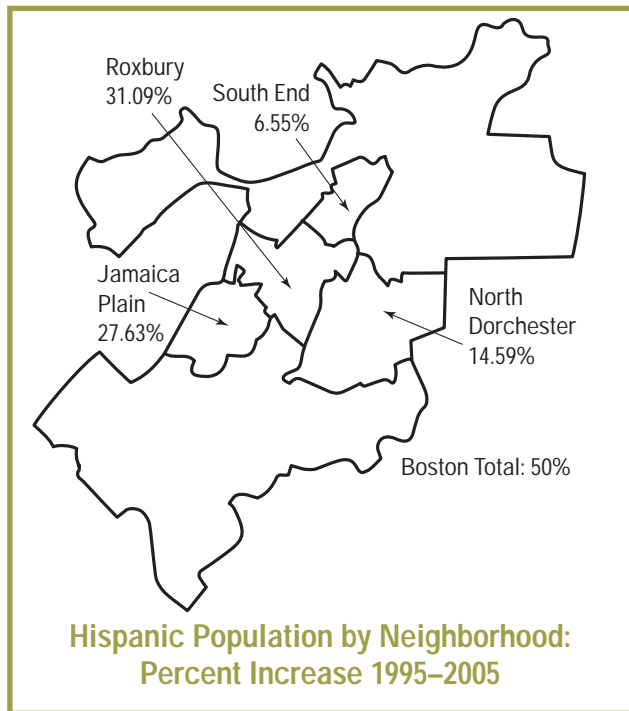 Roxbury
31.09%
South End
6.55%
Jamaica
Plain
27.63%
North
Dorchester
14.59%
Boston Total: 50%
Hispanic Population by Neighborhood:
Percent Increase 1995–2005